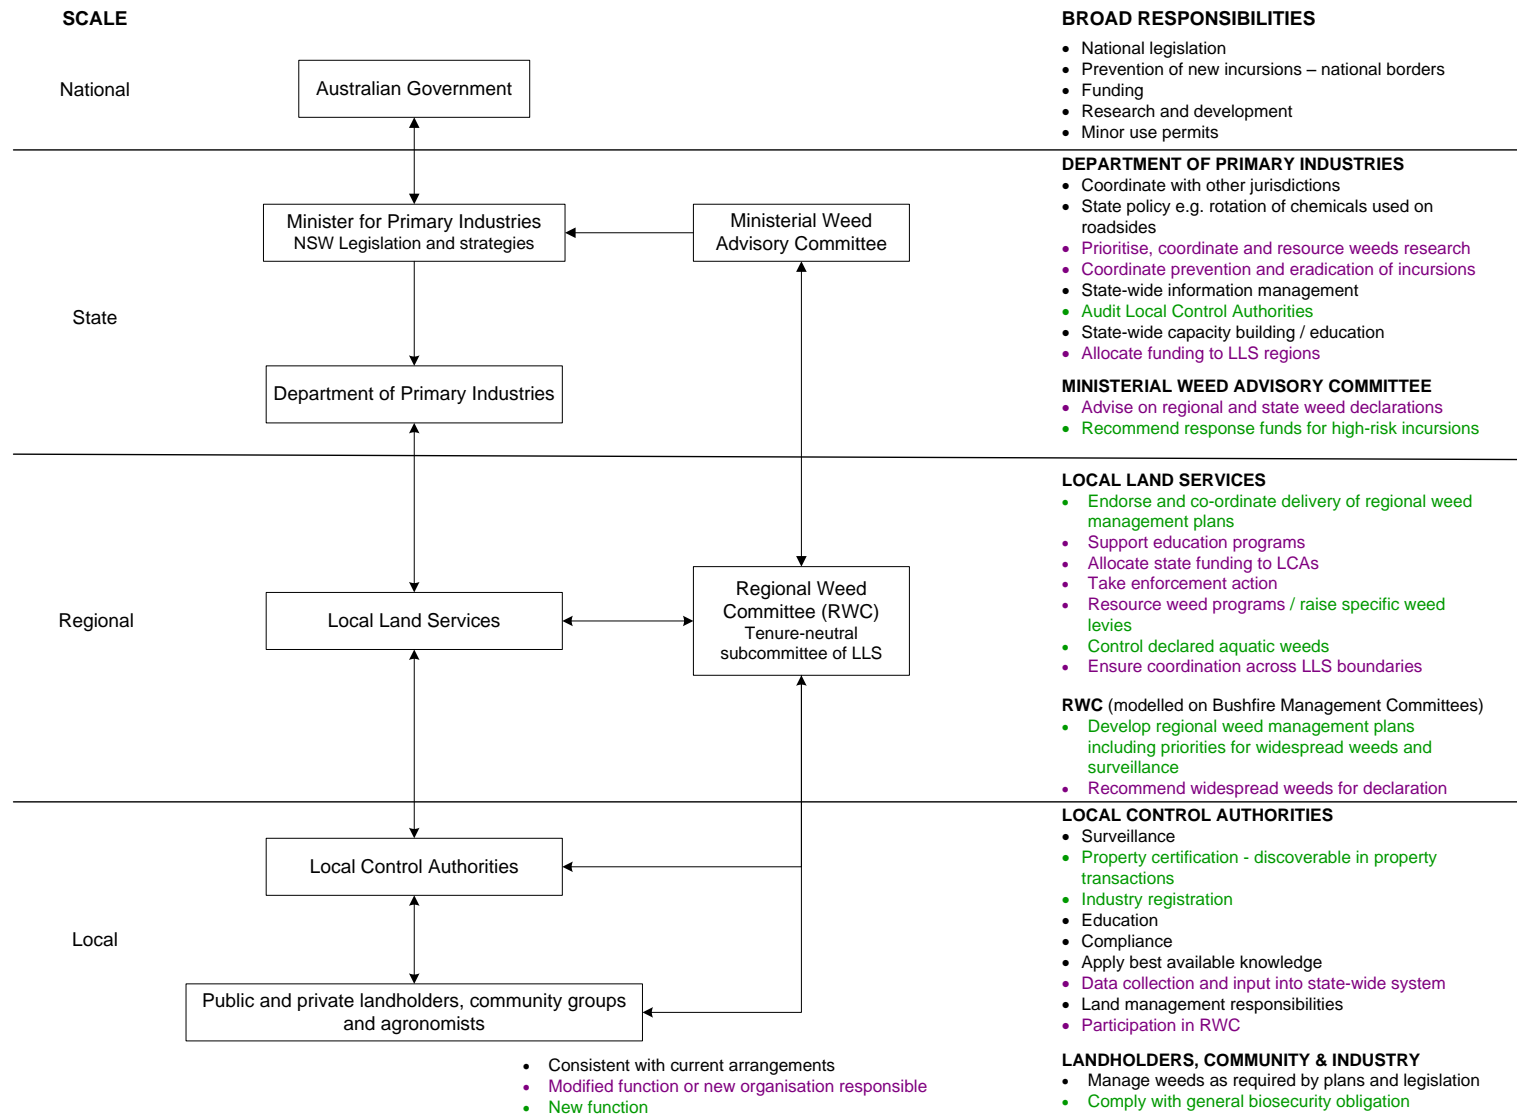 SCALE
BROAD RESPONSIBILITIES
National
Australian Government
• National legislation
• Prevention of new incursions – national borders
• Funding
• Research and development
• Minor use permits
State
Minister for Primary Industries
NSW Legislation and strategies
Ministerial Weed
Advisory Committee
Department of Primary Industries
DEPARTMENT OF PRIMARY INDUSTRIES
• Coordinate with other jurisdictions
• State policy e.g. rotation of chemicals used on
roadsides
• Prioritise, coordinate and resource weeds research
• Coordinate prevention and eradication of incursions
• State-wide information management
• Audit Local Control Authorities
• State-wide capacity building / education
• Allocate funding to LLS regions
MINISTERIAL WEED ADVISORY COMMITTEE
• Advise on regional and state weed declarations
• Recommend response funds for high-risk incursions
Regional
Local Land Services
Regional Weed
Committee (RWC)
Tenure-neutral
subcommittee of LLS
LOCAL LAND SERVICES
• Endorse and co-ordinate delivery of regional weed
management plans
• Support education programs
• Allocate state funding to LCAs
• Take enforcement action
• Resource weed programs / raise specific weed
levies
• Control declared aquatic weeds
• Ensure coordination across LLS boundaries
RWC (modelled on Bushfire Management Committees)
• Develop regional weed management plans
including priorities for widespread weeds and
surveillance
• Recommend widespread weeds for declaration
Local
Local Control Authorities
Public and private landholders, community groups
and agronomists
LOCAL CONTROL AUTHORITIES
• Surveillance
• Property certification - discoverable in property
transactions
• Industry registration
• Education
• Compliance
• Apply best available knowledge
• Data collection and input into state-wide system
• Land management responsibilities
• Participation in RWC
LANDHOLDERS, COMMUNITY & INDUSTRY
• Manage weeds as required by plans and legislation
• Comply with general biosecurity obligation
• Consistent with current arrangements
• Modified function or new organisation responsible
• New function